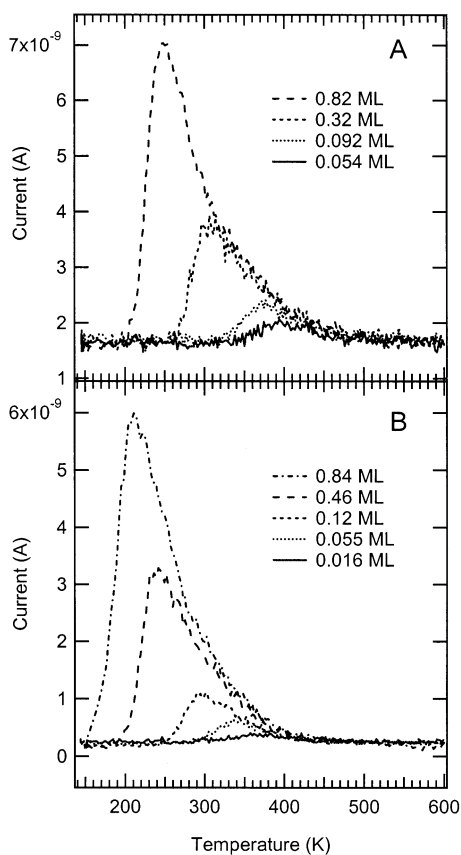 7x10⁻⁹
6
5
4
3
2
1
Current (A)
A
0.82 ML
0.32 ML
0.092 ML
0.054 ML
6x10⁻⁹
5
4
3
2
1
0
Current (A)
B
0.84 ML
0.46 ML
0.12 ML
0.055 ML
0.016 ML
200 300 400 500 600
Temperature (K)